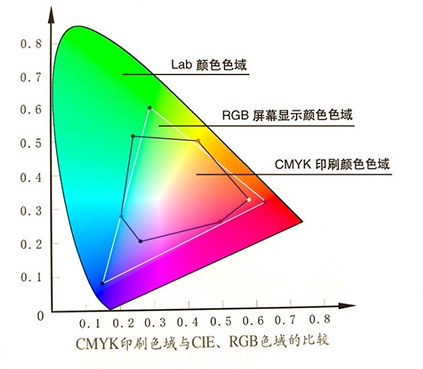 0. 8
0. 7
0. 6
0. 5
0. 4
0. 3
0. 2
0. 1
0
Lab 颜色色域
RGB 屏幕显示颜色色域
CMYK 印刷颜色色域
0. 1 0. 2 0. 3 0. 4 0. 5 0. 6 0. 7 0. 8
CMYK印刷色域与CIE、RGB色域的比较